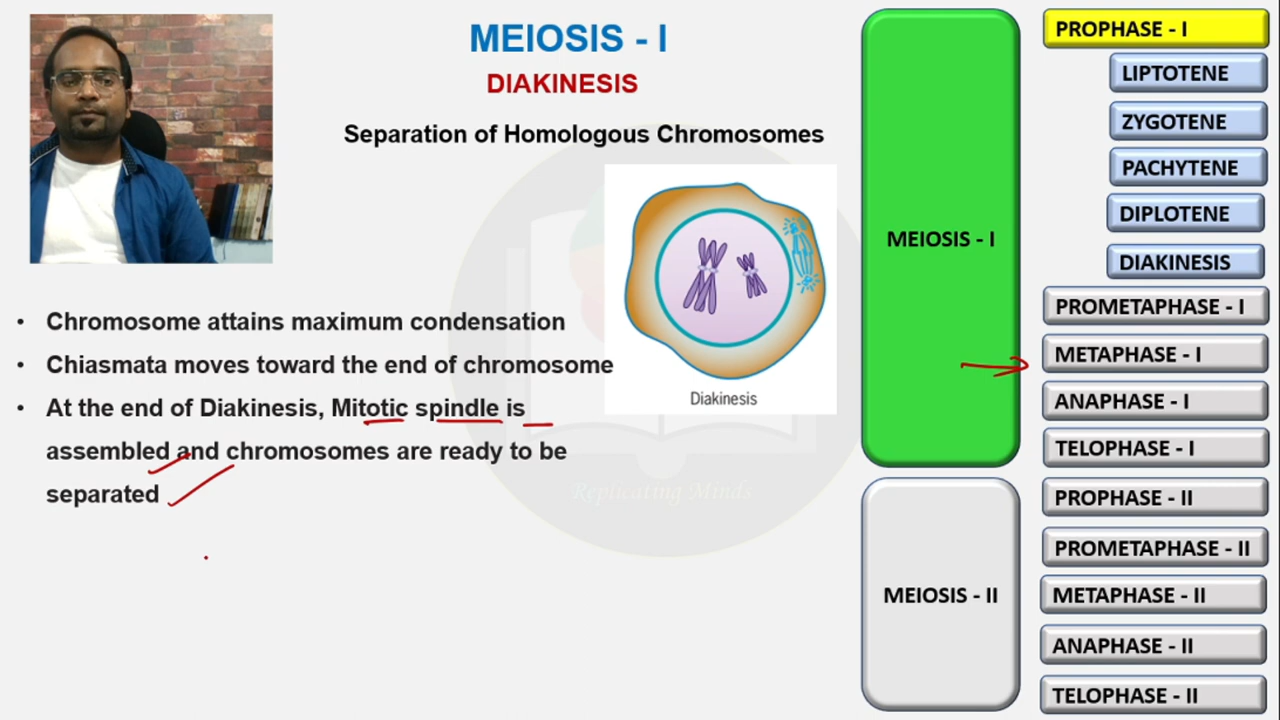 MEIOSIS - I
DIAKINESIS
Separation of Homologous Chromosomes
Diakinesis
• Chromosome attains maximum condensation
• Chiasmata moves toward the end of chromosome
• At the end of Diakinesis, Mitotic spindle is
assembled and chromosomes are ready to be
separated
Replicating Minds
MEIOSIS - I
MEIOSIS - II
PROPHASE - I
LIPTOTENE
ZYGOTENE
PACHYTENE
DIPLOTENE
DIAKINESIS
PROMETAPHASE - I
METAPHASE - I
ANAPHASE - I
TELOPHASE - I
PROPHASE - II
PROMETAPHASE - II
METAPHASE - II
ANAPHASE - II
TELOPHASE - II